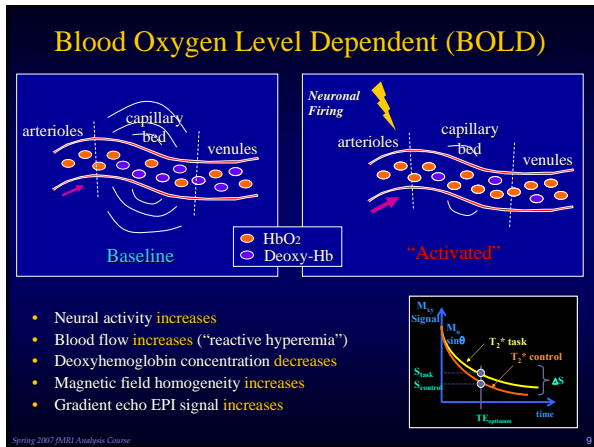 Blood Oxygen Level Dependent (BOLD)
arterioles
capillary
bed
venules
Baseline
Neuronal
Firing
arterioles
capillary
bed
venules
"Activated"
HbO2
Deoxy-Hb
• Neural activity increases
• Blood flow increases ("reactive hyperemia")
• Deoxyhemoglobin concentration decreases
• Magnetic field homogeneity increases
• Gradient echo EPI signal increases
Mxy
Signal
Mo
sinθ
T2* task
T2* control
Stask
Scontrol
ΔS
TEoptimum
time
Spring 2007 fMRI Analysis Course
9